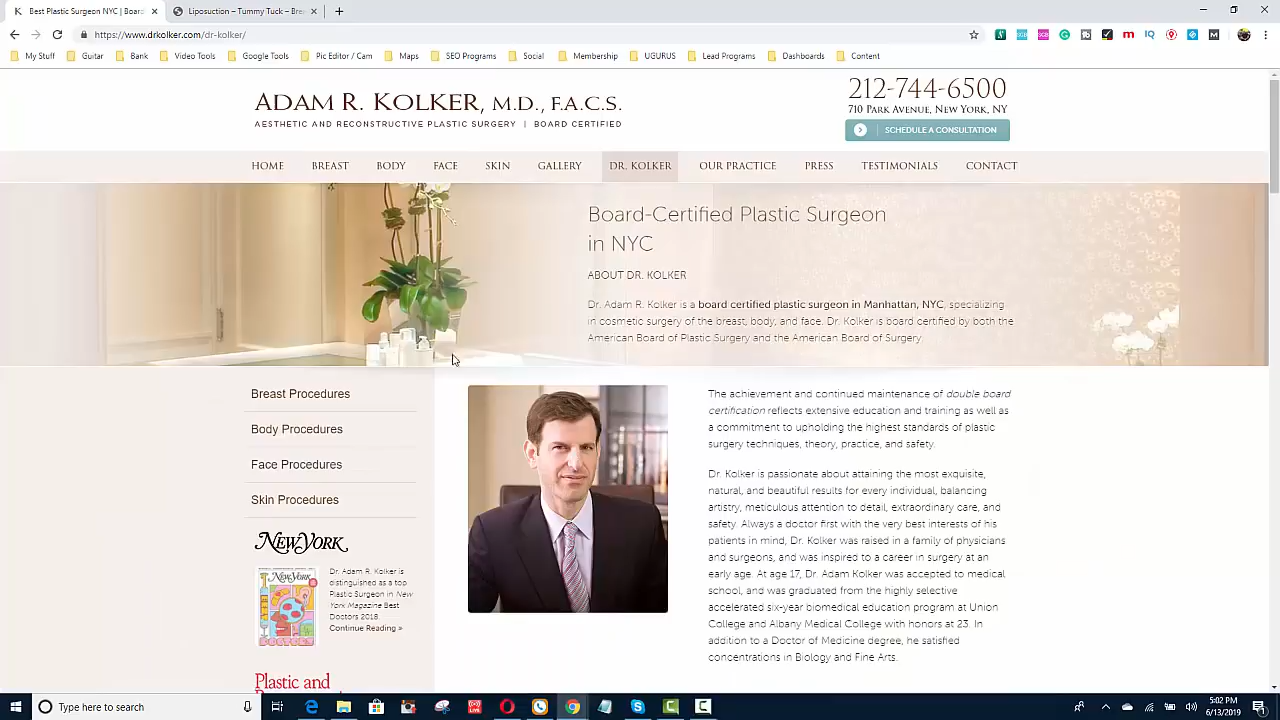 Best Plastic Surgeon NYC | Board
Liposuction – Tummy Tuck – Bre
https://www.drkolker.com/dr-kolker/
My Stuff Guitar Bank Video Tools Google Tools Pic Editor / Cam Maps SEO Programs Social Membership UGURUS Lead Programs Dashboards Content
ADAM R. KOLKER, M.D., F.A.C.S.
AESTHETIC AND RECONSTRUCTIVE PLASTIC SURGERY | BOARD CERTIFIED
212-744-6500
710 PARK AVENUE, NEW YORK, NY
SCHEDULE A CONSULTATION
HOME BREAST BODY FACE SKIN GALLERY DR. KOLKER OUR PRACTICE PRESS TESTIMONIALS CONTACT
Board-Certified Plastic Surgeon
in NYC
ABOUT DR. KOLKER
Dr. Adam R. Kolker is a board certified plastic surgeon in Manhattan, NYC, specializing
in cosmetic surgery of the breast, body, and face. Dr. Kolker is board certified by both the
American Board of Plastic Surgery and the American Board of Surgery.
Breast Procedures
Body Procedures
Face Procedures
Skin Procedures
NEW YORK
NEW YORK
Dr. Adam R. Kolker is
distinguished as a top
Plastic Surgeon in New
York Magazine Best
Doctors 2018.
Continue Reading »
Plastic and
The achievement and continued maintenance of double board
certification reflects extensive education and training as well as
a commitment to upholding the highest standards of plastic
surgery techniques, theory, practice, and safety.
Dr. Kolker is passionate about attaining the most exquisite,
natural, and beautiful results for every individual, balancing
artistry, meticulous attention to detail, extraordinary care, and
safety. Always a doctor first with the very best interests of his
patients in mind, Dr. Kolker was raised in a family of physicians
and surgeons, and was inspired to a career in surgery at an
early age. At age 17, Dr. Adam Kolker was accepted to medical
school, and was graduated from the highly selective
accelerated six-year biomedical education program at Union
College and Albany Medical College with honors at 23. In
addition to a Doctor of Medicine degree, he satisfied
concentrations in Biology and Fine Arts.
Type here to search
5:02 PM
6/13/2019